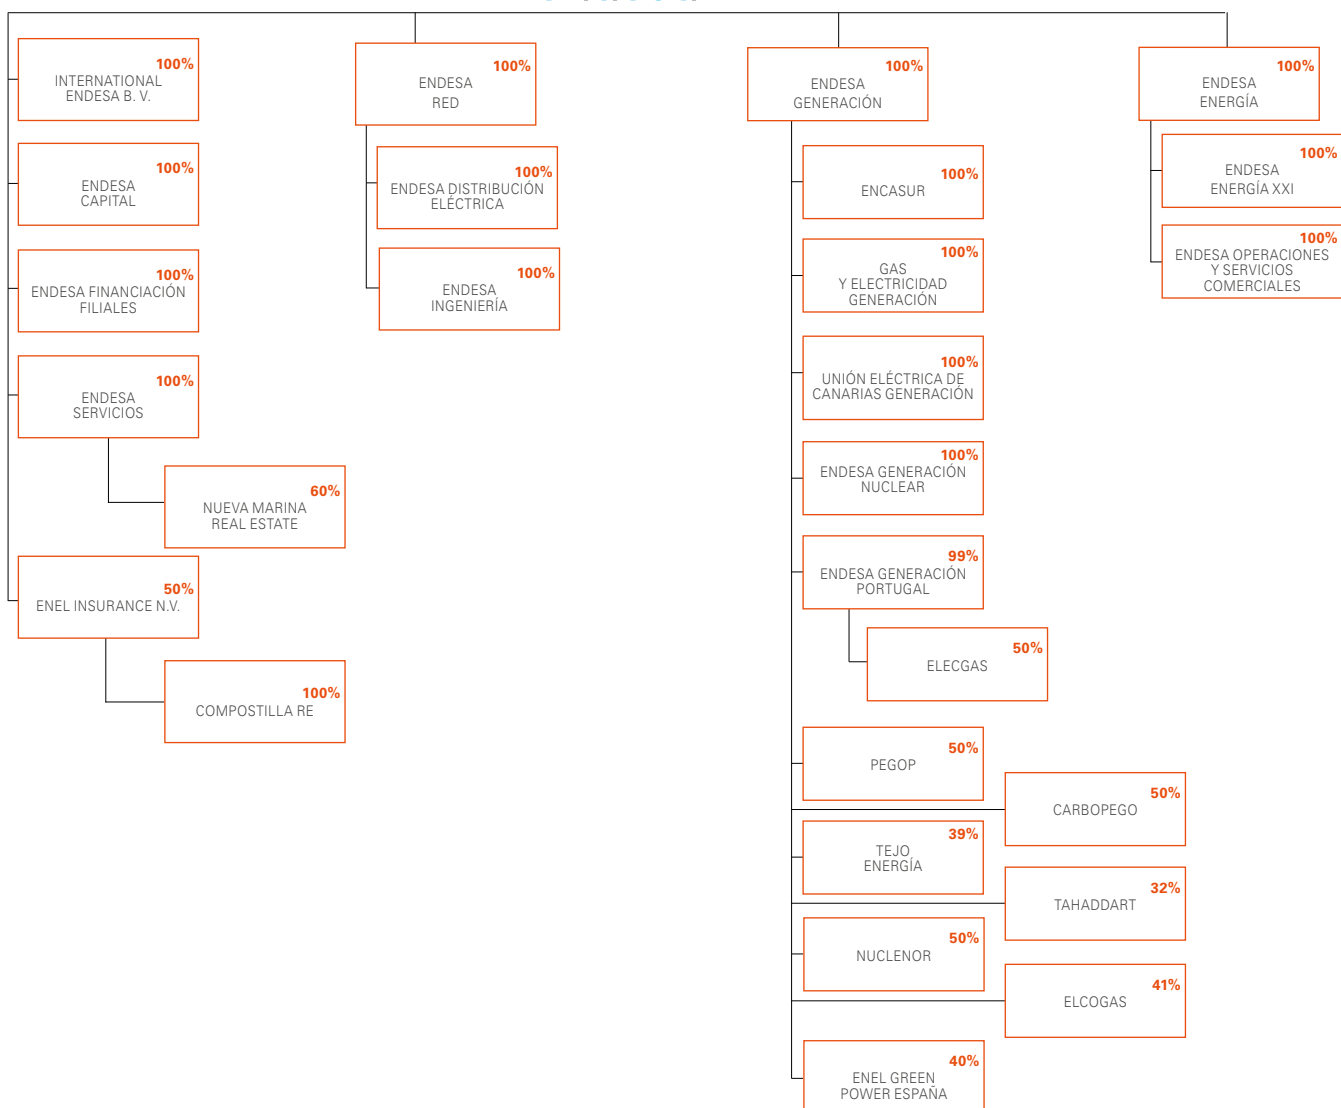 100%
INTERNATIONAL
ENDESA B. V.
100%
ENDESA
CAPITAL
100%
ENDESA FINANCIACIÓN
FILIALES
100%
ENDESA
SERVICIOS
60%
NUEVA MARINA
REAL ESTATE
50%
ENEL INSURANCE N.V.
100%
COMPOSTILLA RE
100%
ENDESA
RED
100%
ENDESA DISTRIBUCIÓN
ELÉCTRICA
100%
ENDESA
INGENIERÍA
100%
ENDESA
GENERACIÓN
100%
ENCASUR
100%
GAS
Y ELECTRICIDAD
GENERACIÓN
100%
UNIÓN ELÉCTRICA DE
CANARIAS GENERACIÓN
100%
ENDESA GENERACIÓN
NUCLEAR
99%
ENDESA GENERACIÓN
PORTUGAL
50%
ELECGAS
50%
PEGOP
50%
CARBOPEGO
39%
TEJO
ENERGÍA
32%
TAHADDART
50%
NUCLENOR
41%
ELCOGAS
40%
ENEL GREEN
POWER ESPAÑA
100%
ENDESA
ENERGÍA
100%
ENDESA
ENERGÍA XXI
100%
ENDESA OPERACIONES
Y SERVICIOS
COMERCIALES